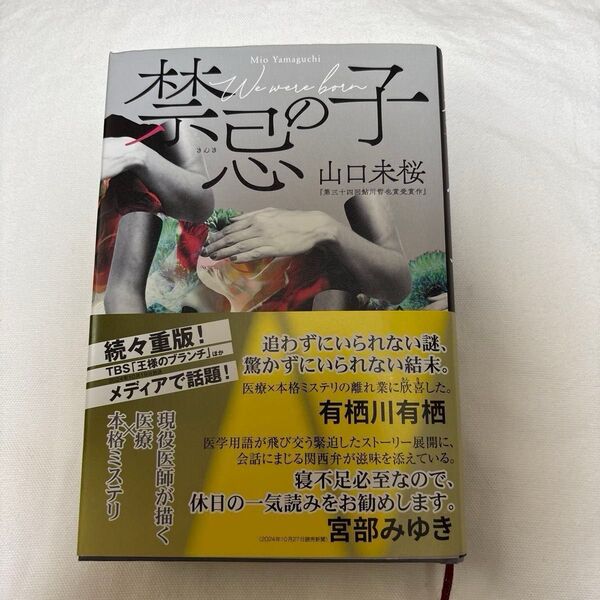 Mio Yamaguchi
We were born
禁忌の子
きんき
山口未桜
『第三十四回鮎川哲也賞受賞作』
続々重版!
TBS「王様のブランチ」ほか
メディアで話題!
現役医師が描く
医療
×
本格ミステリ
追わずにいられない謎、
驚かずにいられない結末。
医療×本格ミステリの離れ業に欣喜した。
有栖川有栖
医学用語が飛び交う緊迫したストーリー展開に、
会話にまじる関西弁が滋味を添えている。
寝不足必至なので、
休日の一気読みをお勧めします。
宮部みゆき
(2024年10月27日読売新聞)